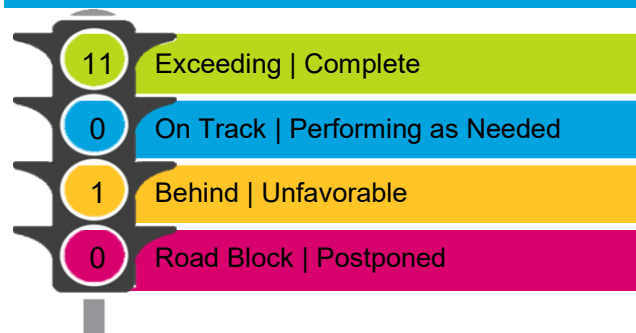 11 Exceeding | Complete
0 On Track | Performing as Needed
1 Behind | Unfavorable
0 Road Block | Postponed